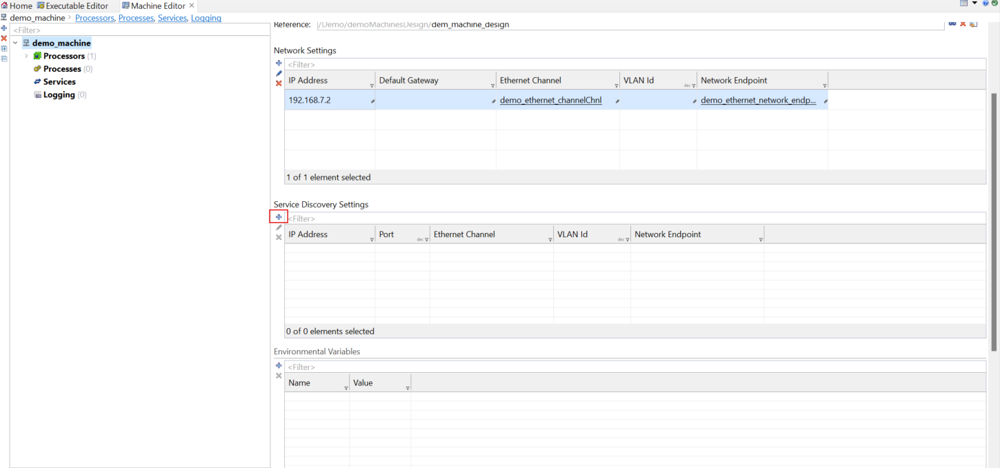 Home Executable Editor Machine Editor ×
demo_machine > Processors, Processes, Services, Logging
<Filter>
demo_machine
Processors (1)
Processes (0)
Services
Logging (0)
Reference: /Demo/demoMachinesDesign/dem_machine_design
Network Settings
<Filter>
IP Address Default Gateway Ethernet Channel VLAN Id dec Network Endpoint
192.168.7.2 demo_ethernet_channelChnl demo_ethernet_network_endp...
1 of 1 element selected
Service Discovery Settings
<Filter>
IP Address Port dec Ethernet Channel VLAN Id dec Network Endpoint
0 of 0 elements selected
Environmental Variables
<Filter>
Name Value